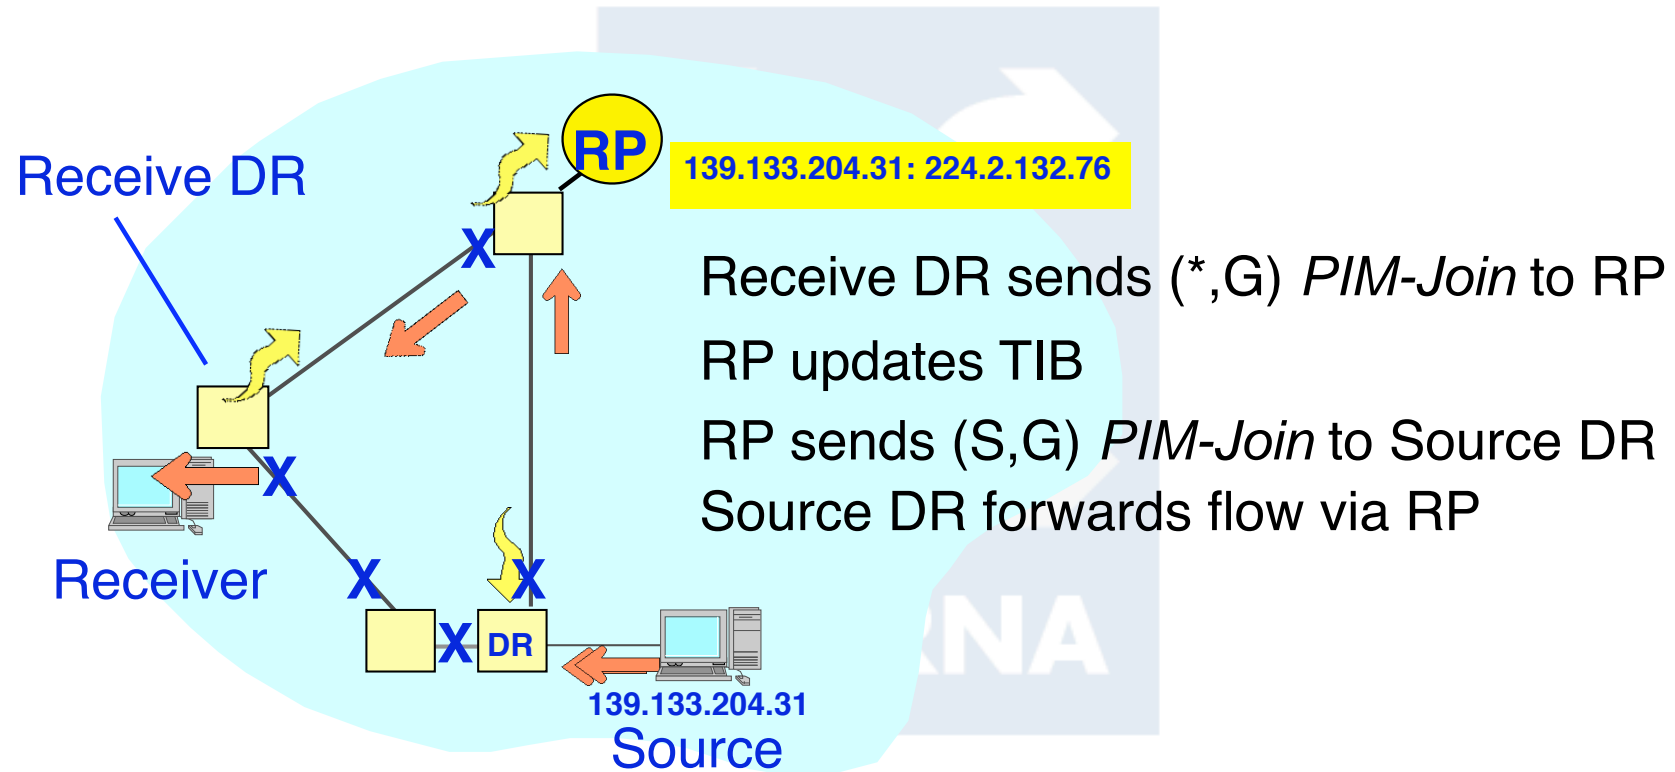 RP
139.133.204.31: 224.2.132.76
Receive DR
X
Receive DR sends (*,G) PIM-Join to RP
RP updates TIB
RP sends (S,G) PIM-Join to Source DR
X
Source DR forwards flow via RP
Receiver
X
X
X
DR
RNA
139.133.204.31
Source